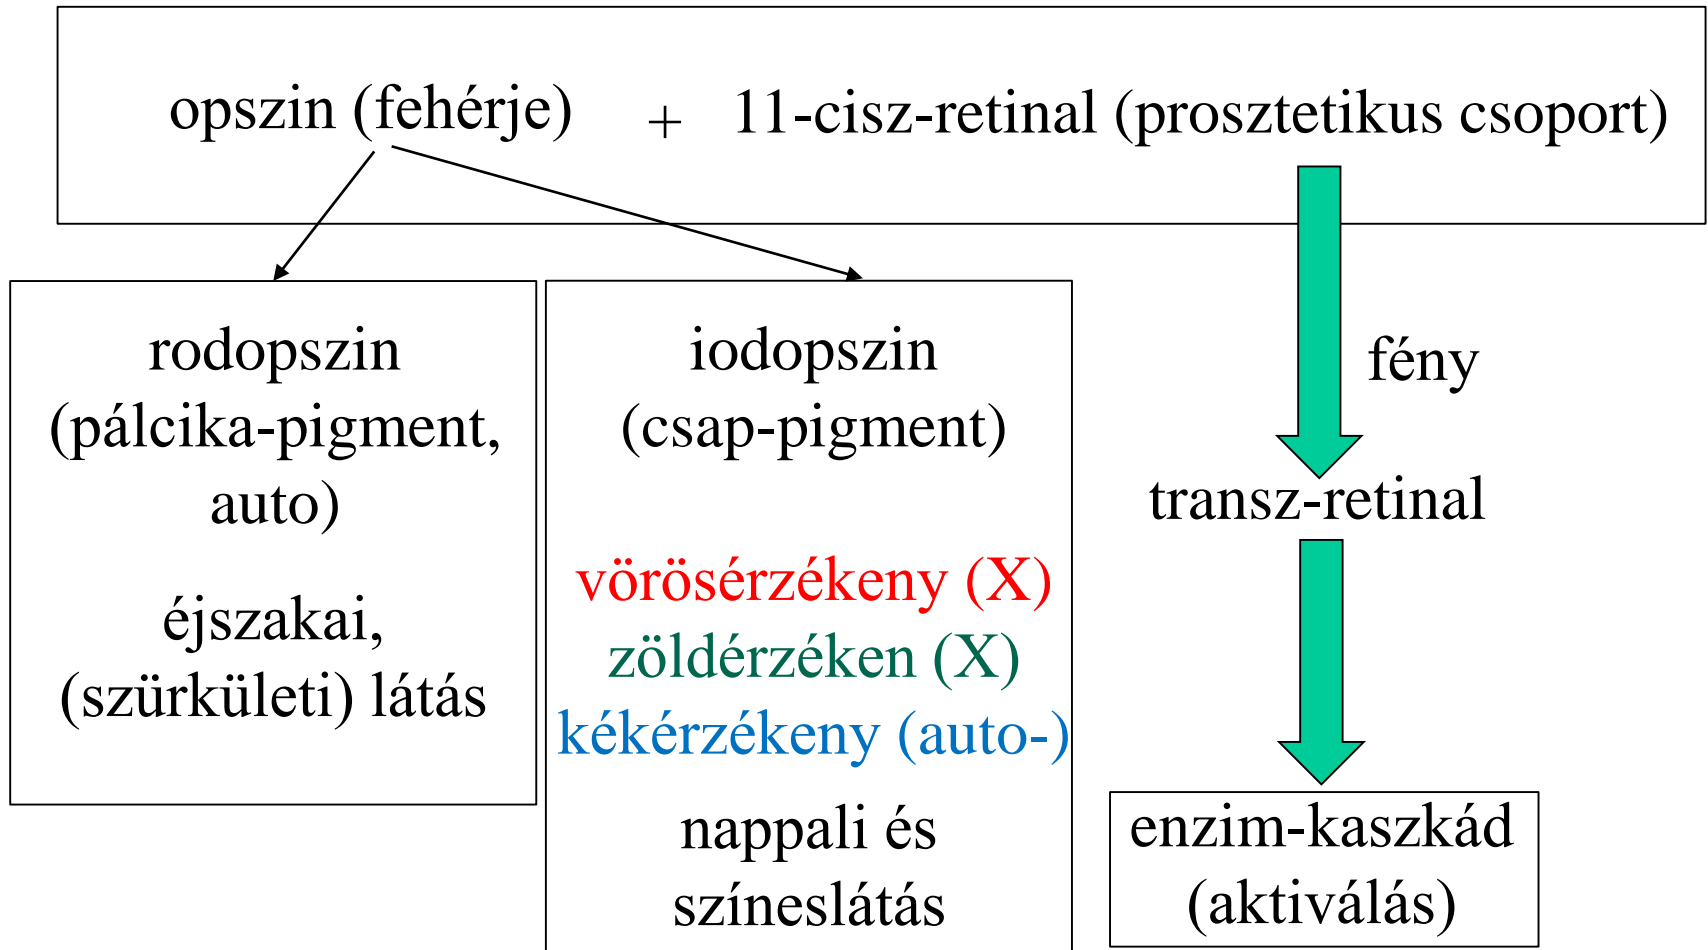 opszin (fehérje) + 11-cisz-retinal (prosztetikus csoport)
rodopszin
(pálcika-pigment,
auto)
éjszakai,
(szürkületi) látás
iodopszin
(csap-pigment)
vörösérzékeny (X)
zöldérzéken (X)
kékérzékeny (auto-)
nappali és
színeslátás
fény
transz-retinal
enzim-kaszkád
(aktiválás)